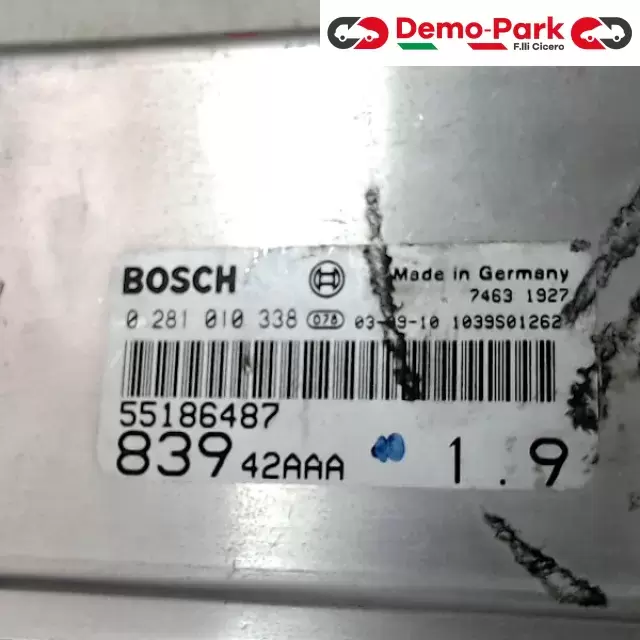 Demo-Park
F.lli Cicero
BOSCH Made in Germany
7463 1927
0 281 010 338 078 1039S01262
55186487
839 42AAA 1.9